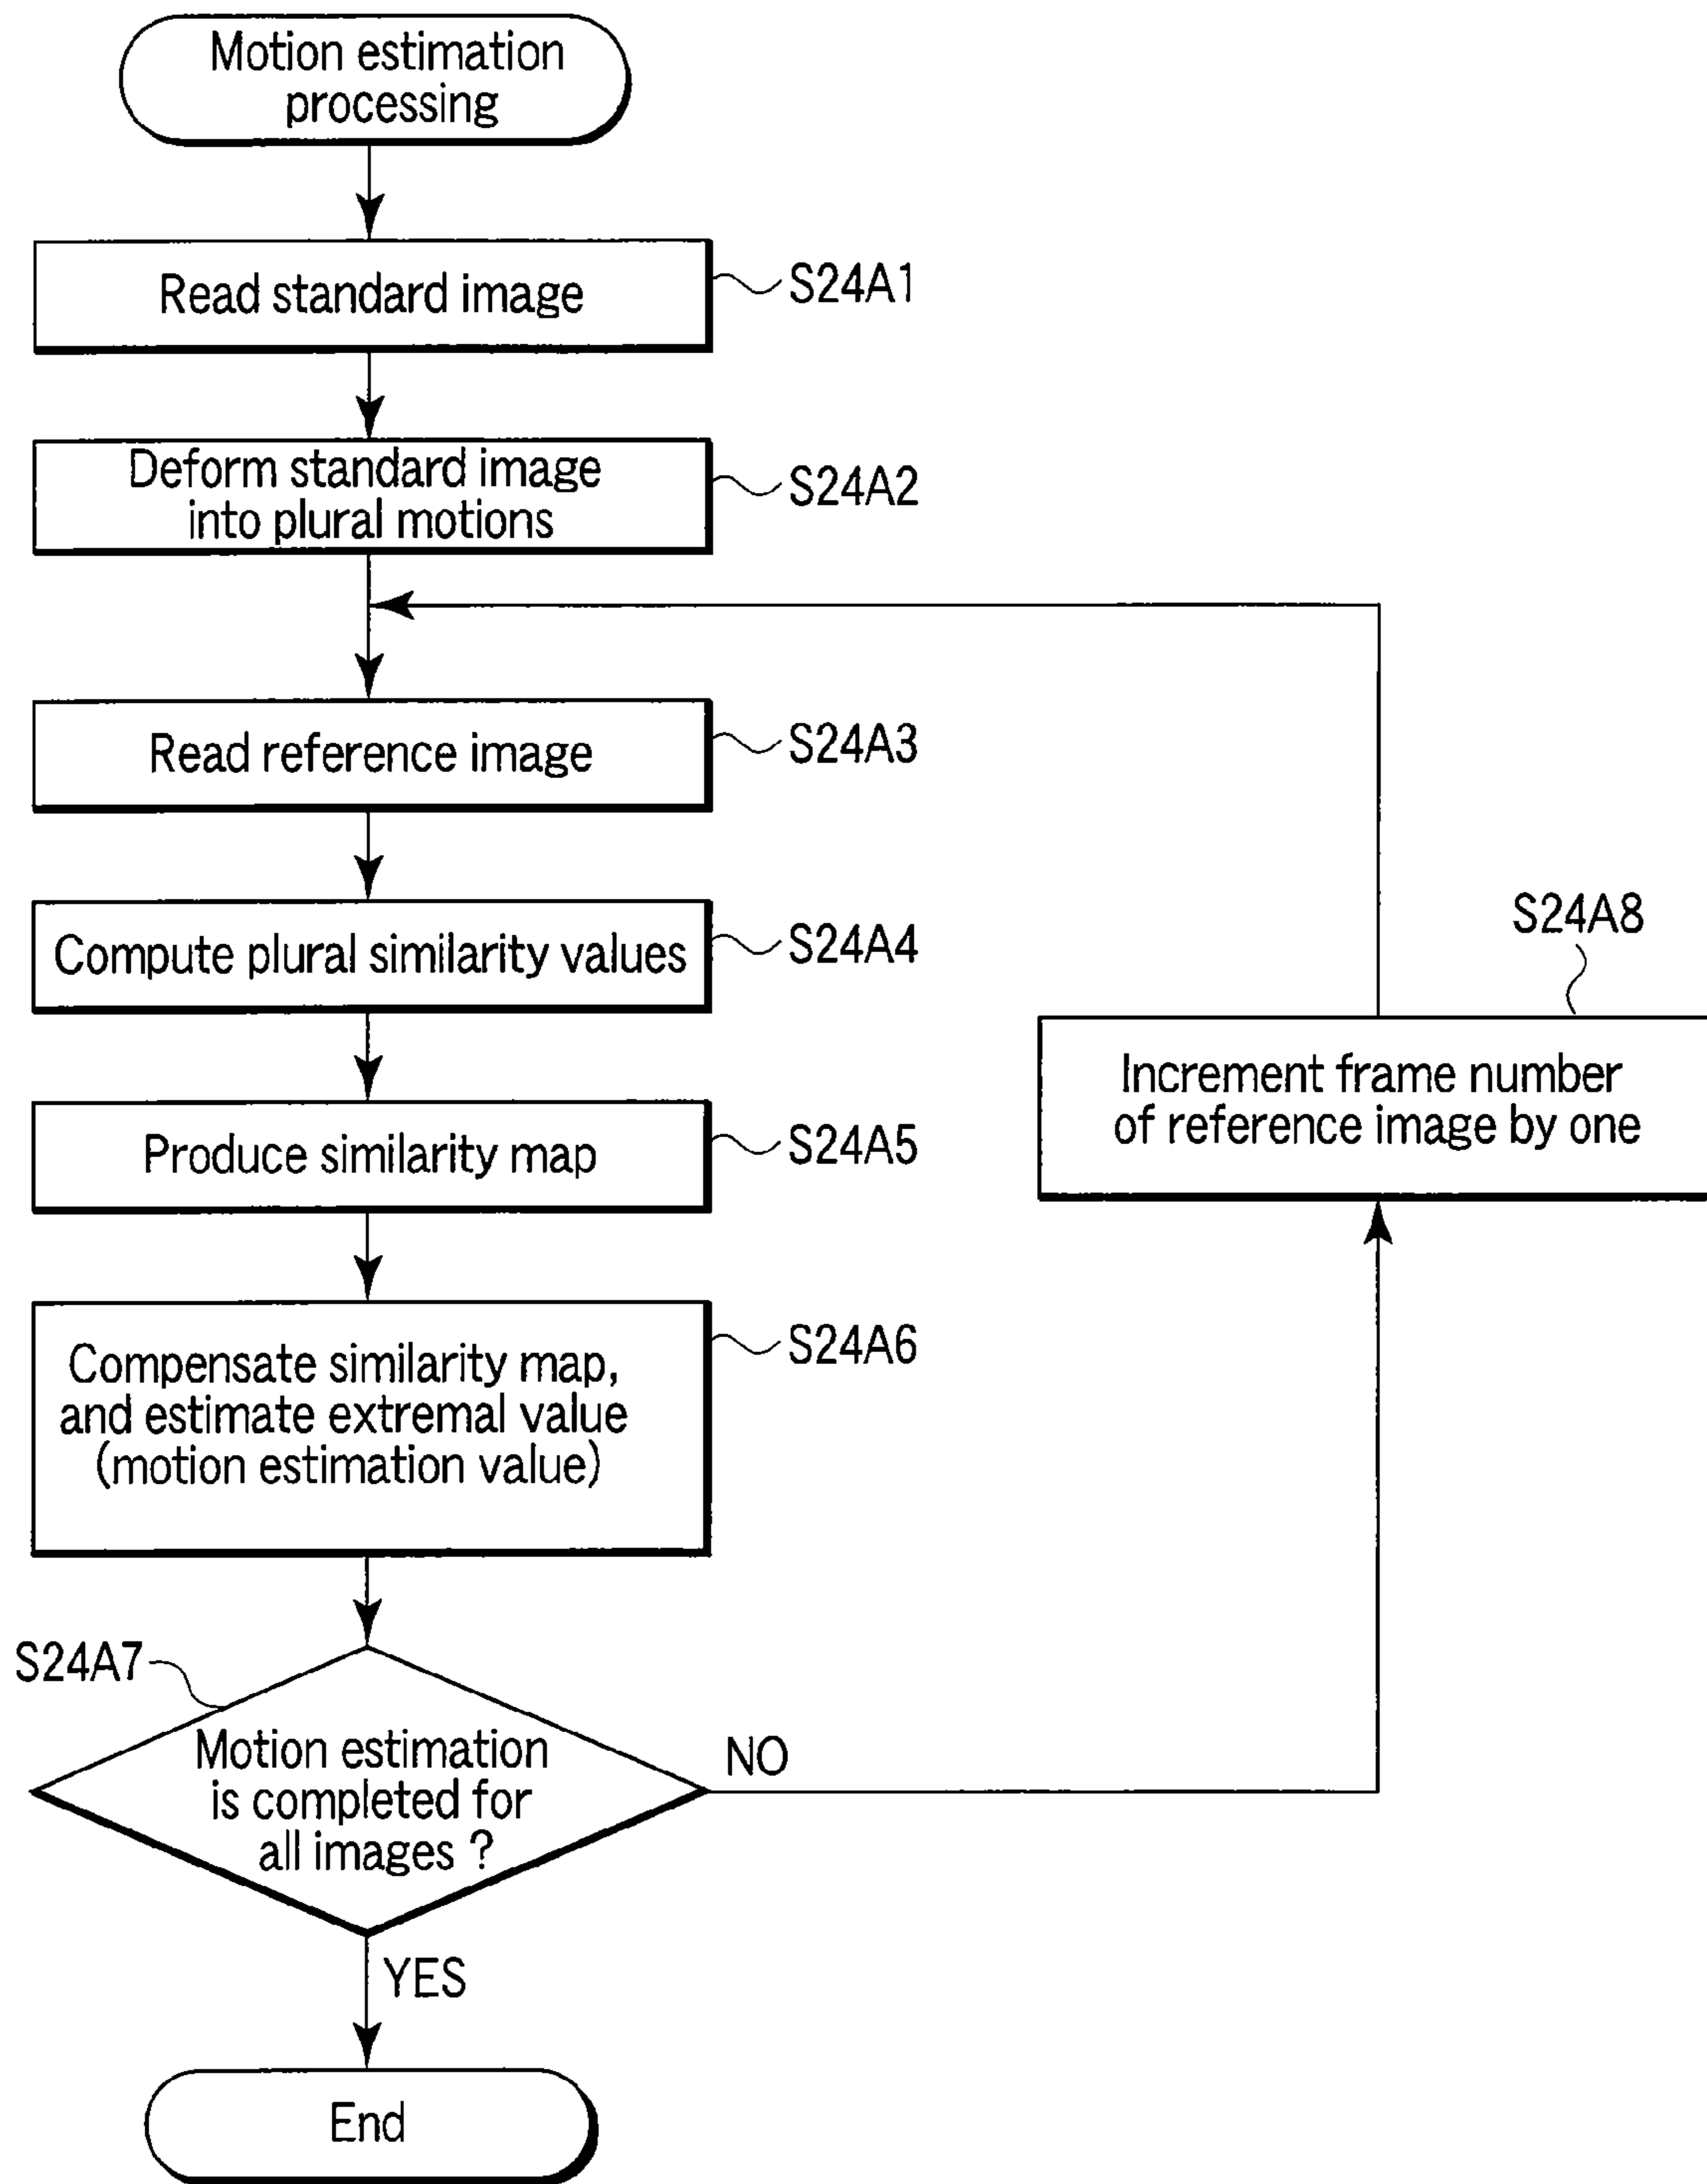 Motion estimation
processing
Read standard image
S24A1
Deform standard image
into plural motions
S24A2
Read reference image
S24A3
Compute plural similarity values
S24A4
S24A8
Increment frame number
of reference image by one
Produce similarity map
S24A5
Compensate similarity map,
and estimate extremal value
(motion estimation value)
S24A6
S24A7
Motion estimation
is completed for
all images ?
NO
YES
End